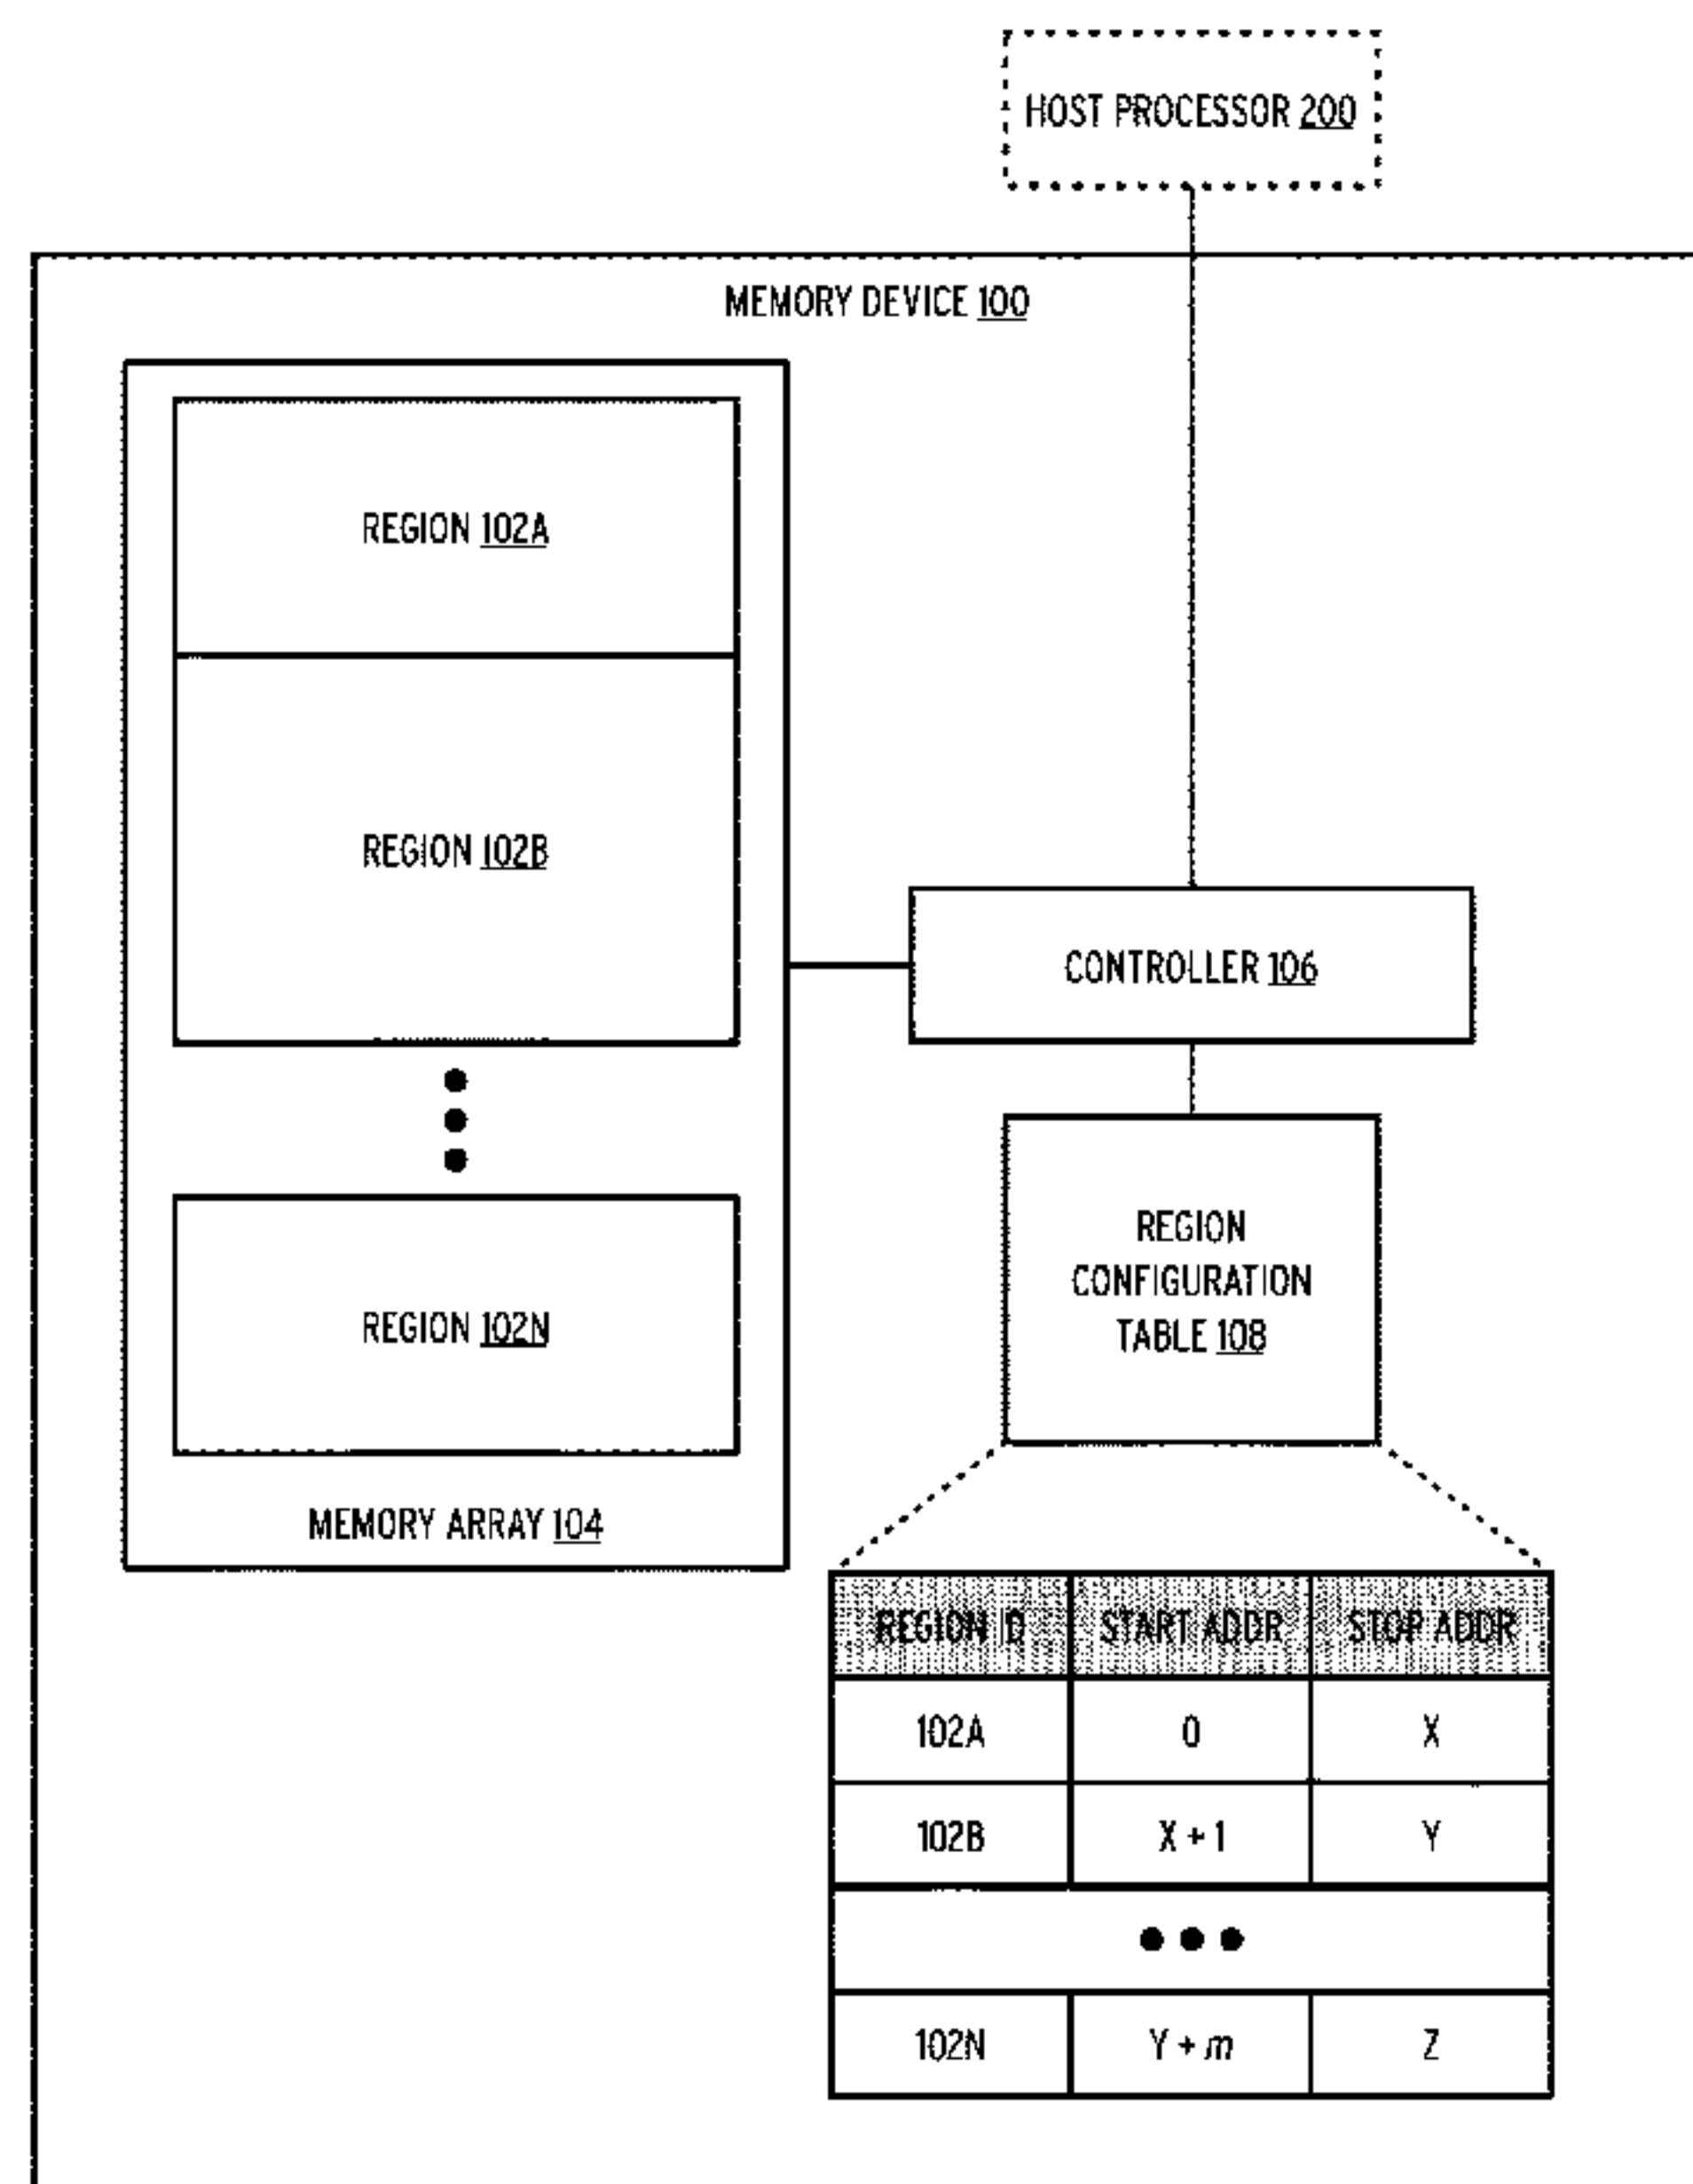 HOST PROCESSOR 200
MEMORY DEVICE 100
REGION 102A
REGION 102B
REGION 102N
MEMORY ARRAY 104
CONTROLLER 106
REGION
CONFIGURATION
TABLE 108
REGION ID START ADDR STOP ADDR
102A 0 X
102B X + 1 Y
102N Y + m Z